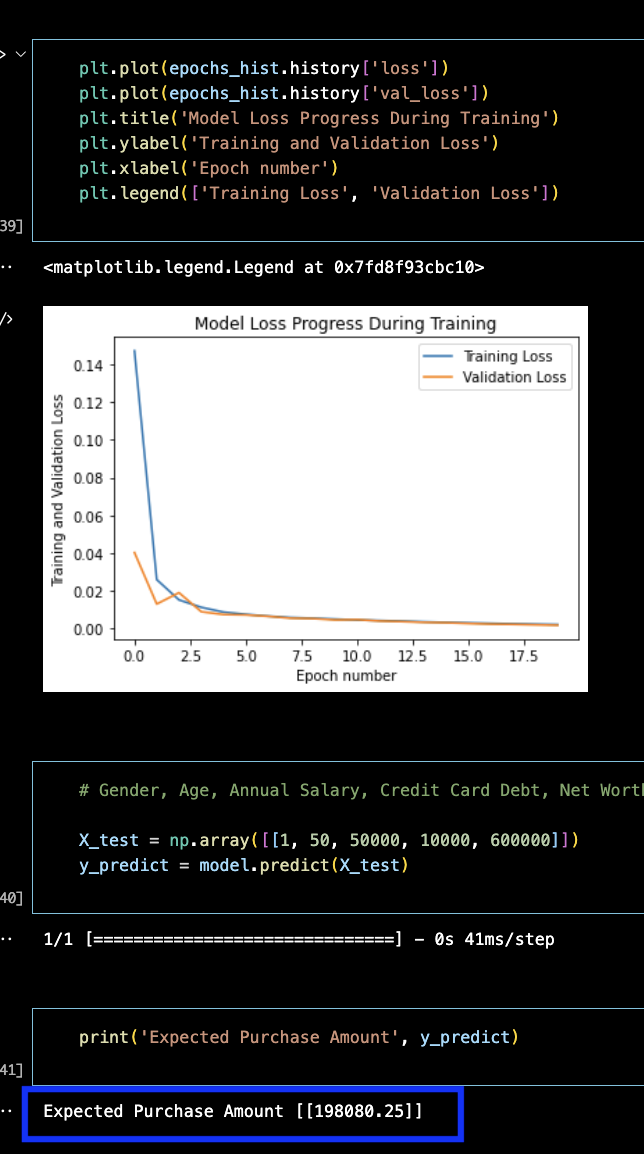 plt.plot(epochs_hist.history['loss'])
plt.plot(epochs_hist.history['val_loss'])
plt.title('Model Loss Progress During Training')
plt.ylabel('Training and Validation Loss')
plt.xlabel('Epoch number')
plt.legend(['Training Loss', 'Validation Loss'])
39]
<matplotlib.legend.Legend at 0x7fd8f93cbc10>
/>
Model Loss Progress During Training
Training Loss
Validation Loss
Training and Validation Loss
0.14
0.12
0.10
0.08
0.06
0.04
0.02
0.00
0.0 2.5 5.0 7.5 10.0 12.5 15.0 17.5
Epoch number
# Gender, Age, Annual Salary, Credit Card Debt, Net Worth
X_test = np.array([[1, 50, 50000, 10000, 600000]])
y_predict = model.predict(X_test)
40]
1/1 [==============================] - 0s 41ms/step
print('Expected Purchase Amount', y_predict)
41]
Expected Purchase Amount [[198080.25]]